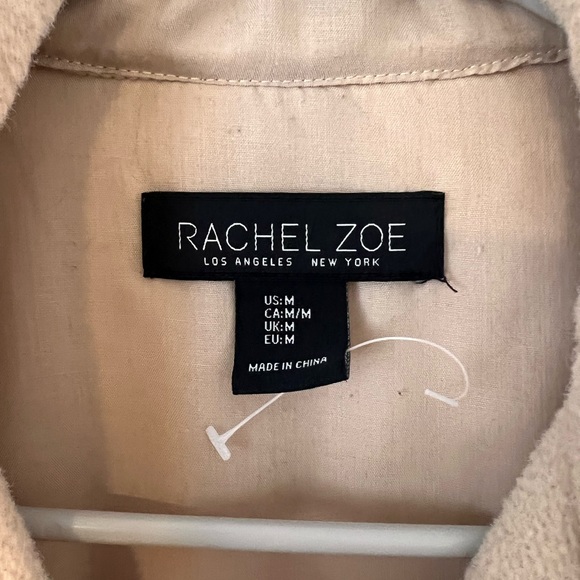 RACHEL ZOE
LOS ANGELES NEW YORK
US:M
CA:M/M
UK:M
EU:M
MADE IN CHINA